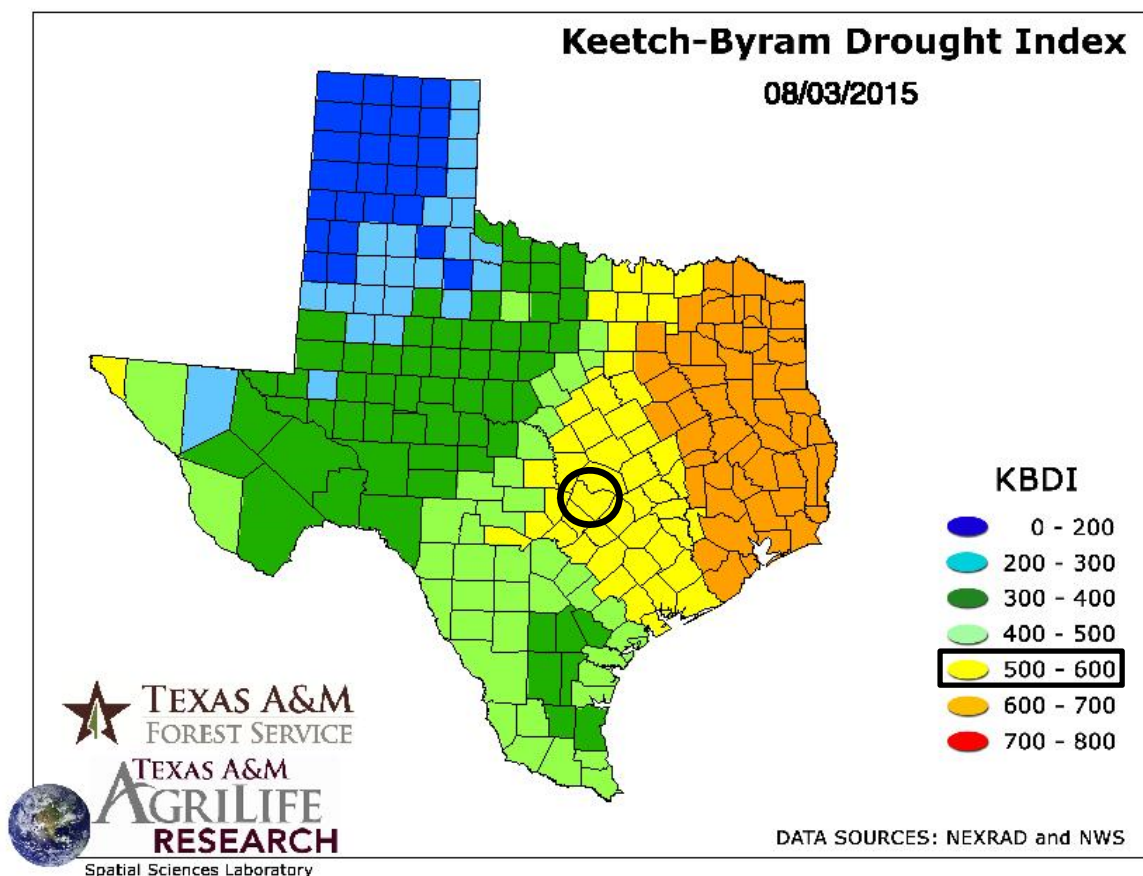 Keetch-Byram Drought Index
08/03/2015
KBDI
0 - 200
200 - 300
300 - 400
400 - 500
500 - 600
600 - 700
700 - 800
TEXAS A&M
FOREST SERVICE
TEXAS A&M
AGRILIFE
RESEARCH
Spatial Sciences Laboratory
DATA SOURCES: NEXRAD and NWS